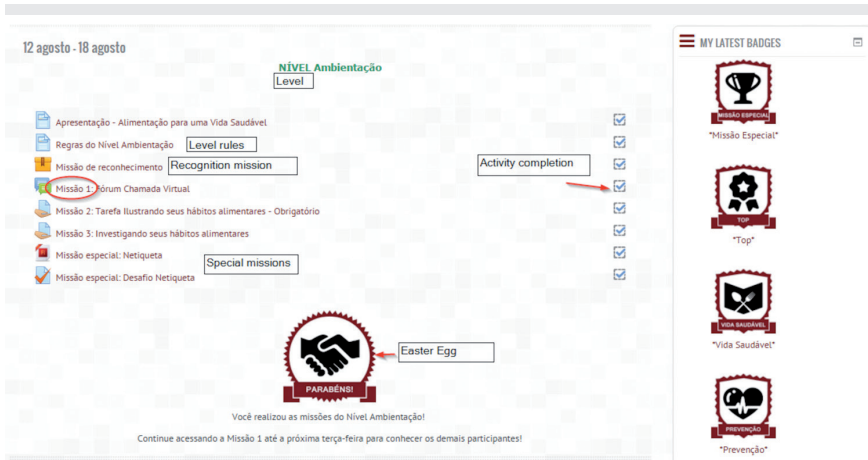 12 agosto - 18 agosto
NÍVEL Ambientação
Level
Apresentação - Alimentação para uma Vida Saudável
Regras do Nível Ambientação
Level rules
Missão de reconhecimento
Recognition mission
Activity completion
Missão 1: Fórum Chamada Virtual
Missão 2: Tarefa Ilustrando seus hábitos alimentares - Obrigatório
Missão 3: Investigando seus hábitos alimentares
Missão especial: Netiqueta
Special missions
Missão especial: Desafio Netiqueta
Easter Egg
PARABÉNS!
Você realizou as missões do Nível Ambientação!
Continue acessando a Missão 1 até a próxima terça-feira para conhecer os demais participantes!
MY LATEST BADGES
MISSÃO ESPECIAL
*Missão Especial*
TOP
*Top*
VIDA SAUDÁVEL
*Vida Saudável*
PREVENÇÃO
*Prevenção*